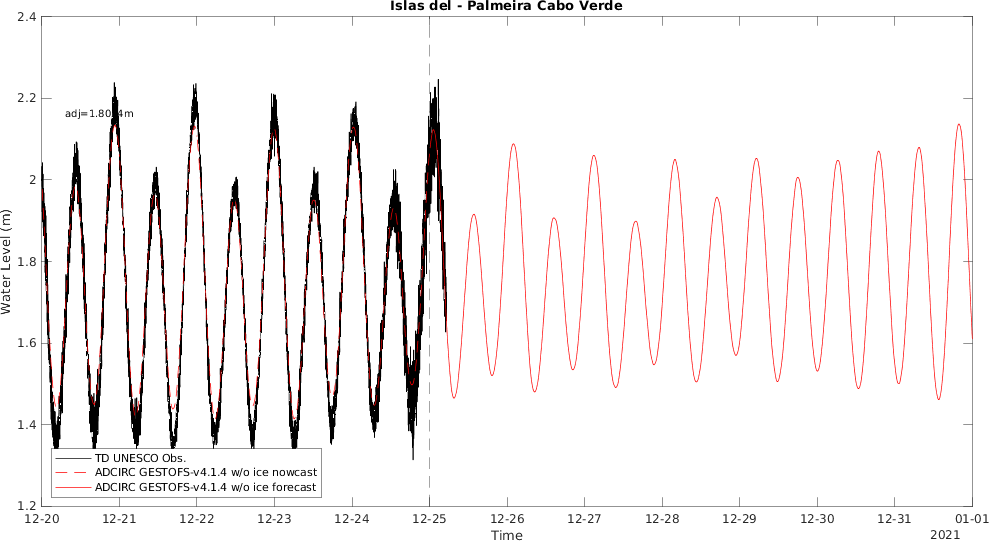 Islas del - Palmeira Cabo Verde
2.4
2.2
2
1.8
1.6
1.4
1.2
Water Level (m)
TD UNESCO Obs.
ADCIRC GESTOFS-v4.1.4 w/o ice nowcast
ADCIRC GESTOFS-v4.1.4 w/o ice forecast
12-20 12-21 12-22 12-23 12-24 12-25 12-26 12-27 12-28 12-29 12-30 12-31 01-01
Time
2021